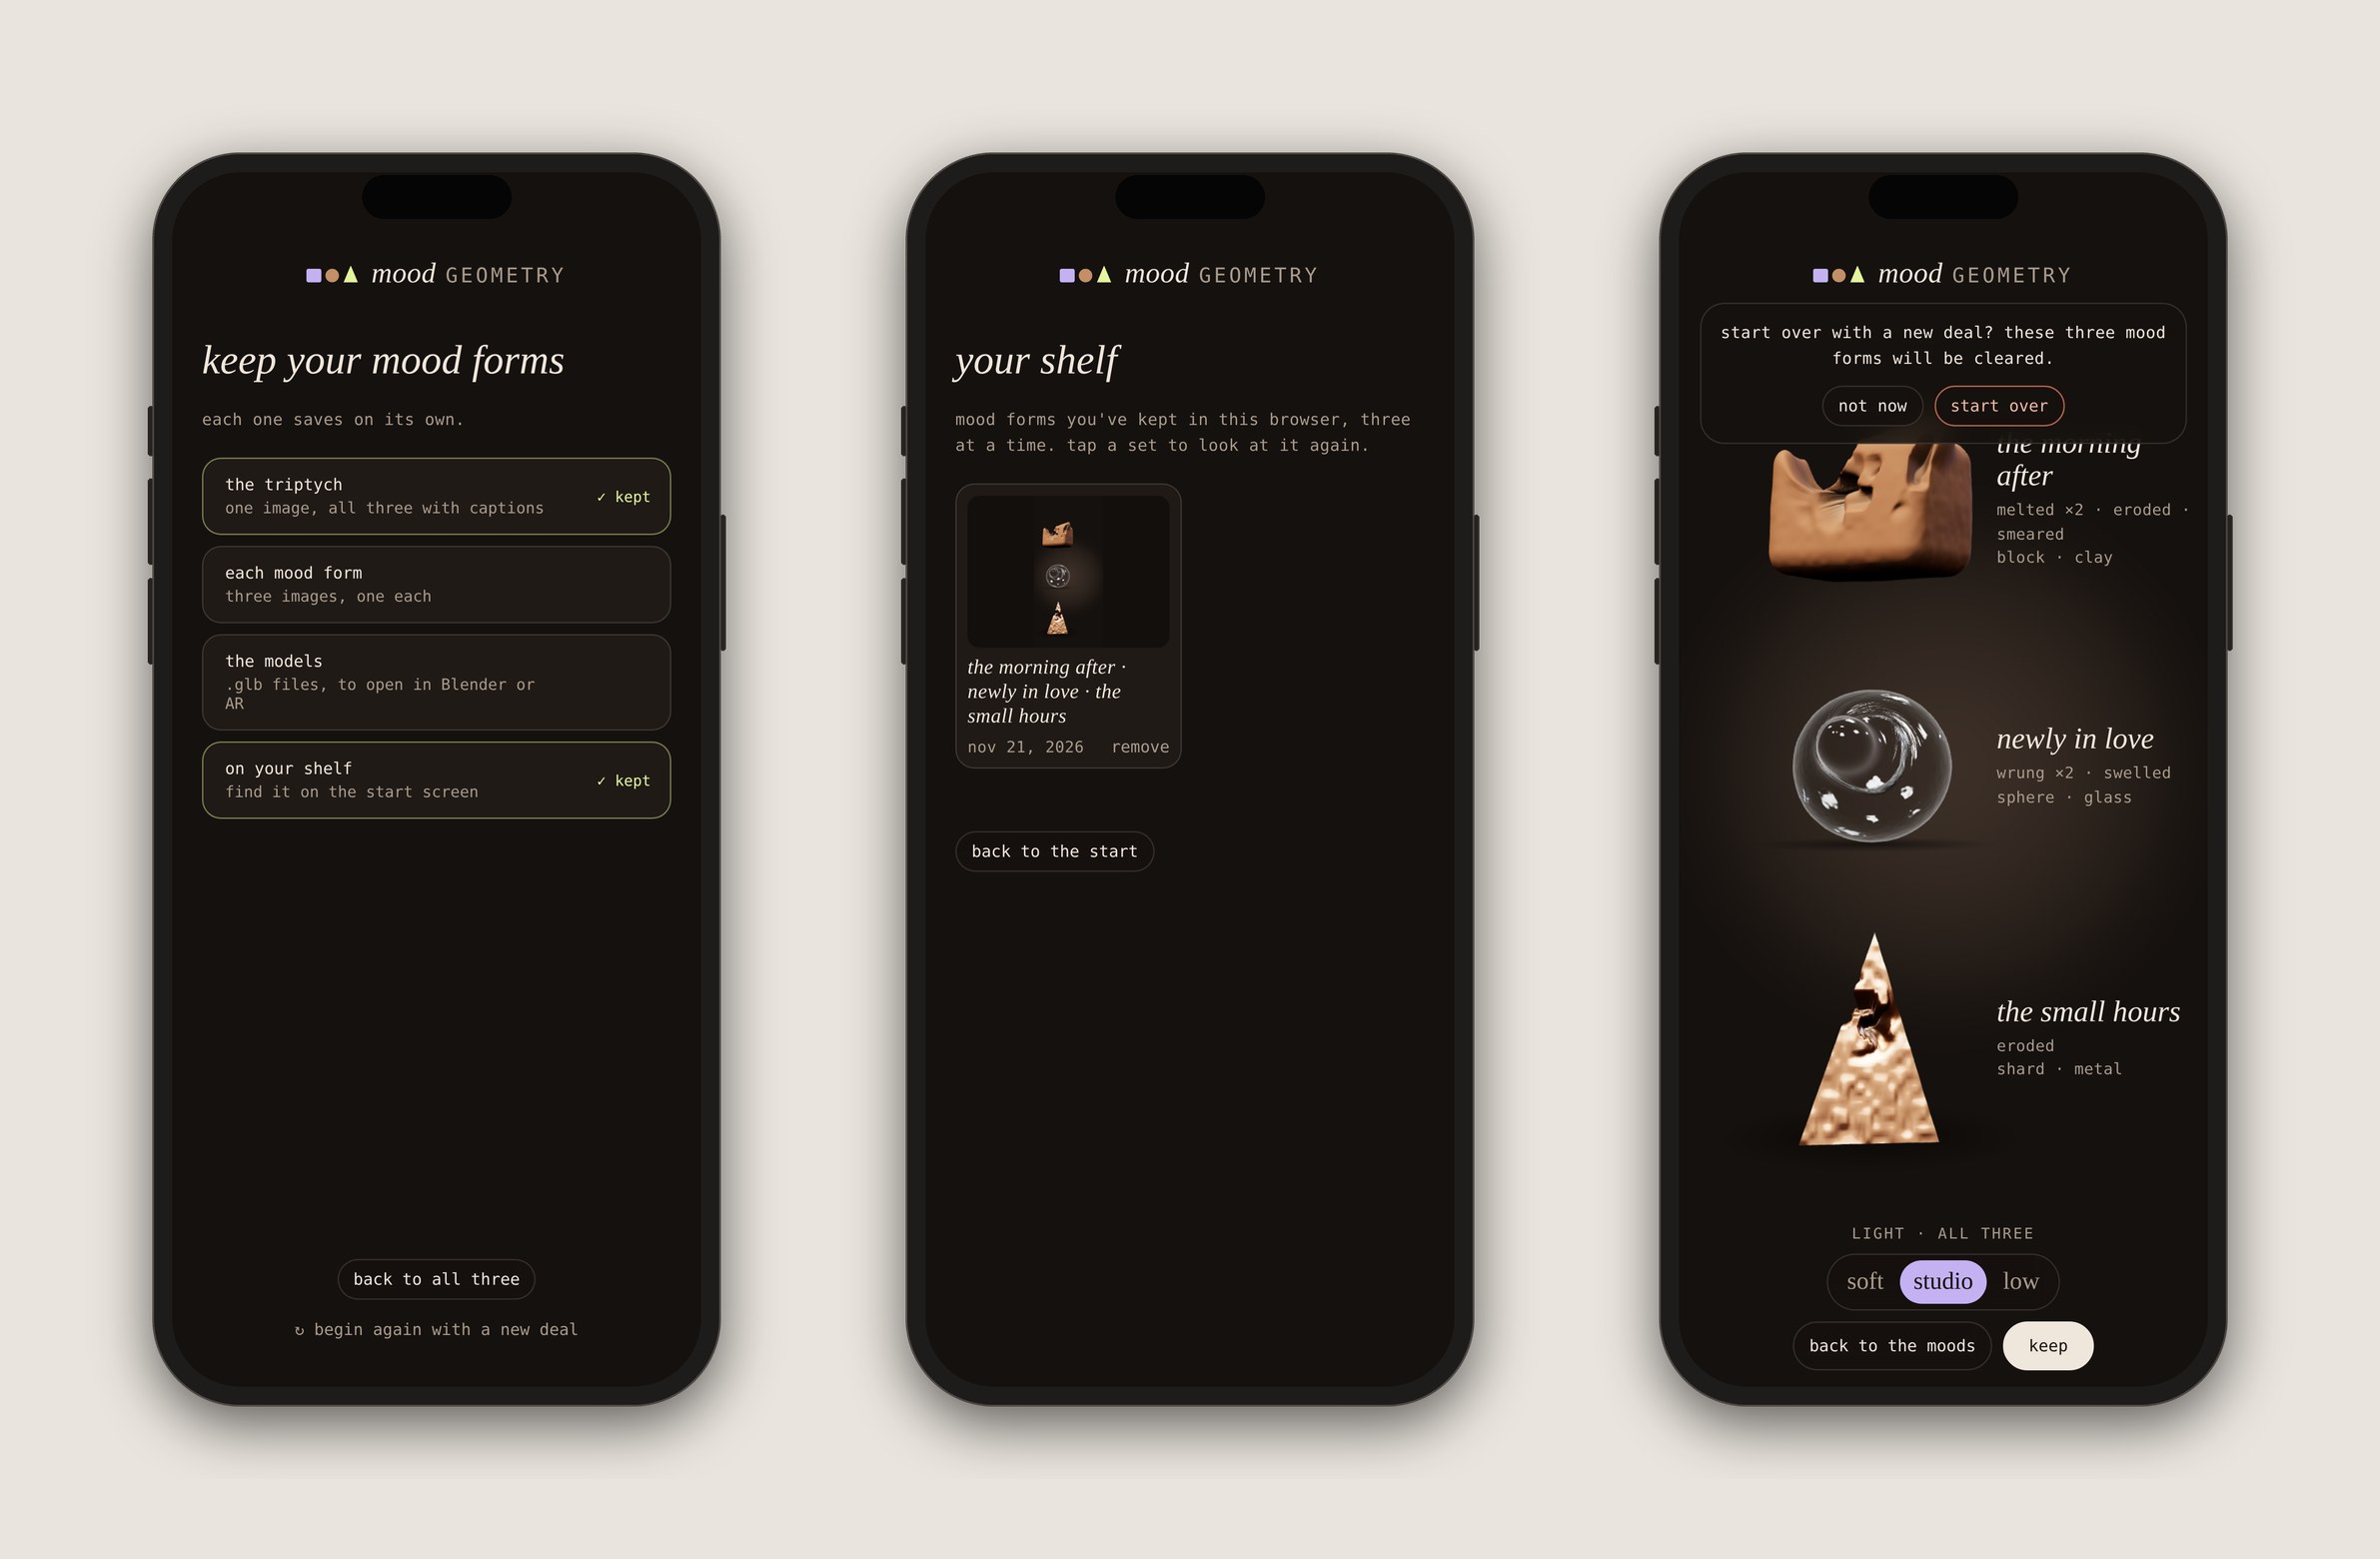 mood GEOMETRY
keep your mood forms
each one saves on its own.
the triptych
one image, all three with captions
✓ kept
each mood form
three images, one each
the models
.glb files, to open in Blender or
AR
on your shelf
find it on the start screen
✓ kept
back to all three
↻ begin again with a new deal
mood GEOMETRY
your shelf
mood forms you've kept in this browser, three
at a time. tap a set to look at it again.
the morning after ·
newly in love · the
small hours
nov 21, 2026 remove
back to the start
mood GEOMETRY
start over with a new deal? these three mood
forms will be cleared.
not now start over
the morning
after
melted ×2 · eroded ·
smeared
block · clay
newly in love
wrung ×2 · swelled
sphere · glass
the small hours
eroded
shard · metal
LIGHT · ALL THREE
soft studio low
back to the moods keep